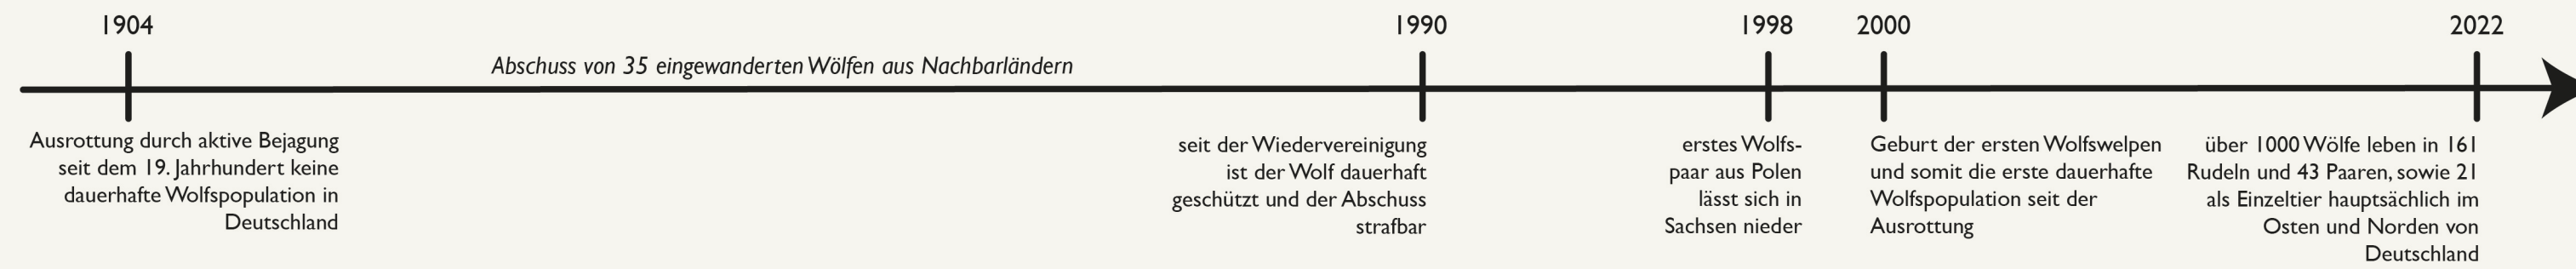 1904
Ausrottung durch aktive Bejagung
seit dem 19. Jahrhundert keine
dauerhafte Wolfspopulation in
Deutschland
Abschuss von 35 eingewanderten Wölfen aus Nachbarländern
1990
seit der Wiedervereinigung
ist der Wolf dauerhaft
geschützt und der Abschuss
strafbar
1998
erstes Wolfs-
paar aus Polen
lässt sich in
Sachsen nieder
2000
Geburt der ersten Wolfswelpen
und somit die erste dauerhafte
Wolfspopulation seit der
Ausrottung
2022
über 1000 Wölfe leben in 161
Rudeln und 43 Paaren, sowie 21
als Einzeltier hauptsächlich im
Osten und Norden von
Deutschland